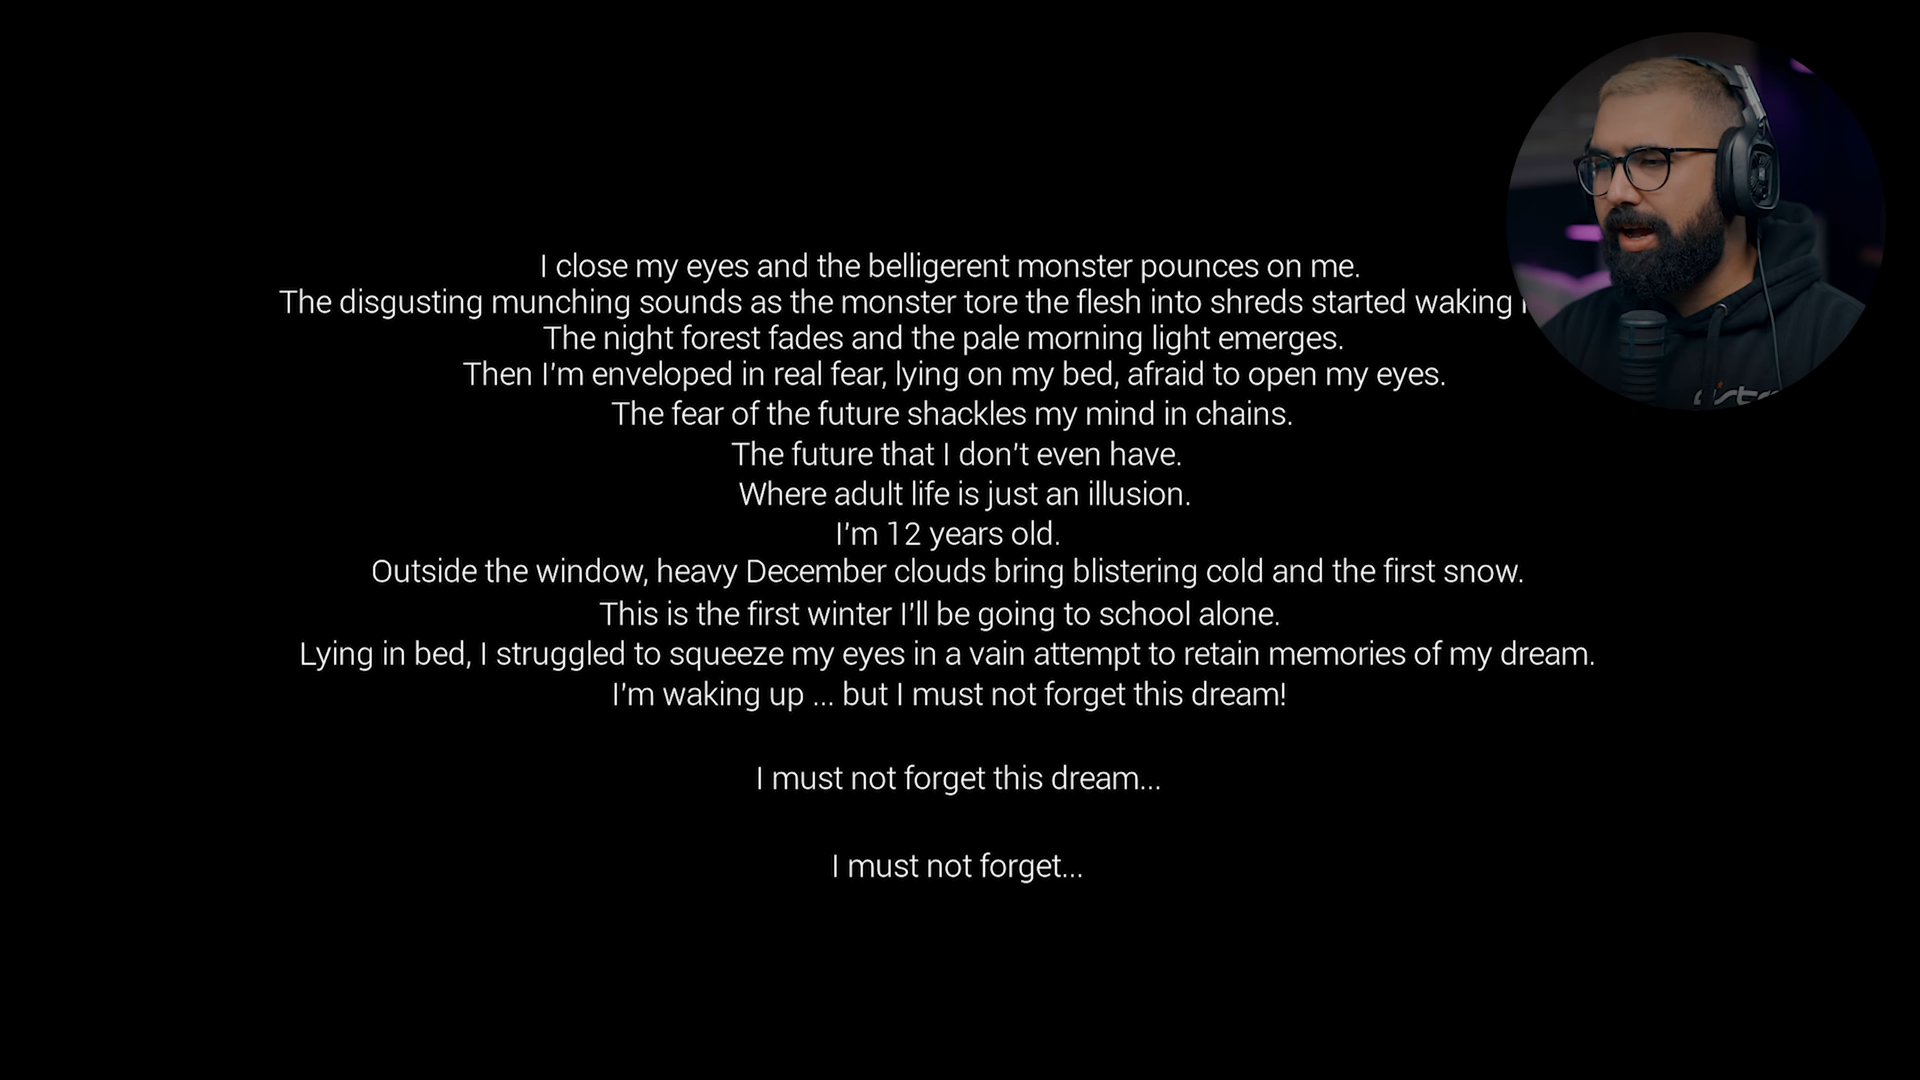 I close my eyes and the belligerent monster pounces on me.
The disgusting munching sounds as the monster tore the flesh into shreds started waking
The night forest fades and the pale morning light emerges.
Then I'm enveloped in real fear, lying on my bed, afraid to open my eyes.
The fear of the future shackles my mind in chains.
The future that I don't even have.
Where adult life is just an illusion.
I'm 12 years old.
Outside the window, heavy December clouds bring blistering cold and the first snow.
This is the first winter I'll be going to school alone.
Lying in bed, I struggled to squeeze my eyes in a vain attempt to retain memories of my dream.
I'm waking up ... but I must not forget this dream!
I must not forget this dream...
I must not forget...